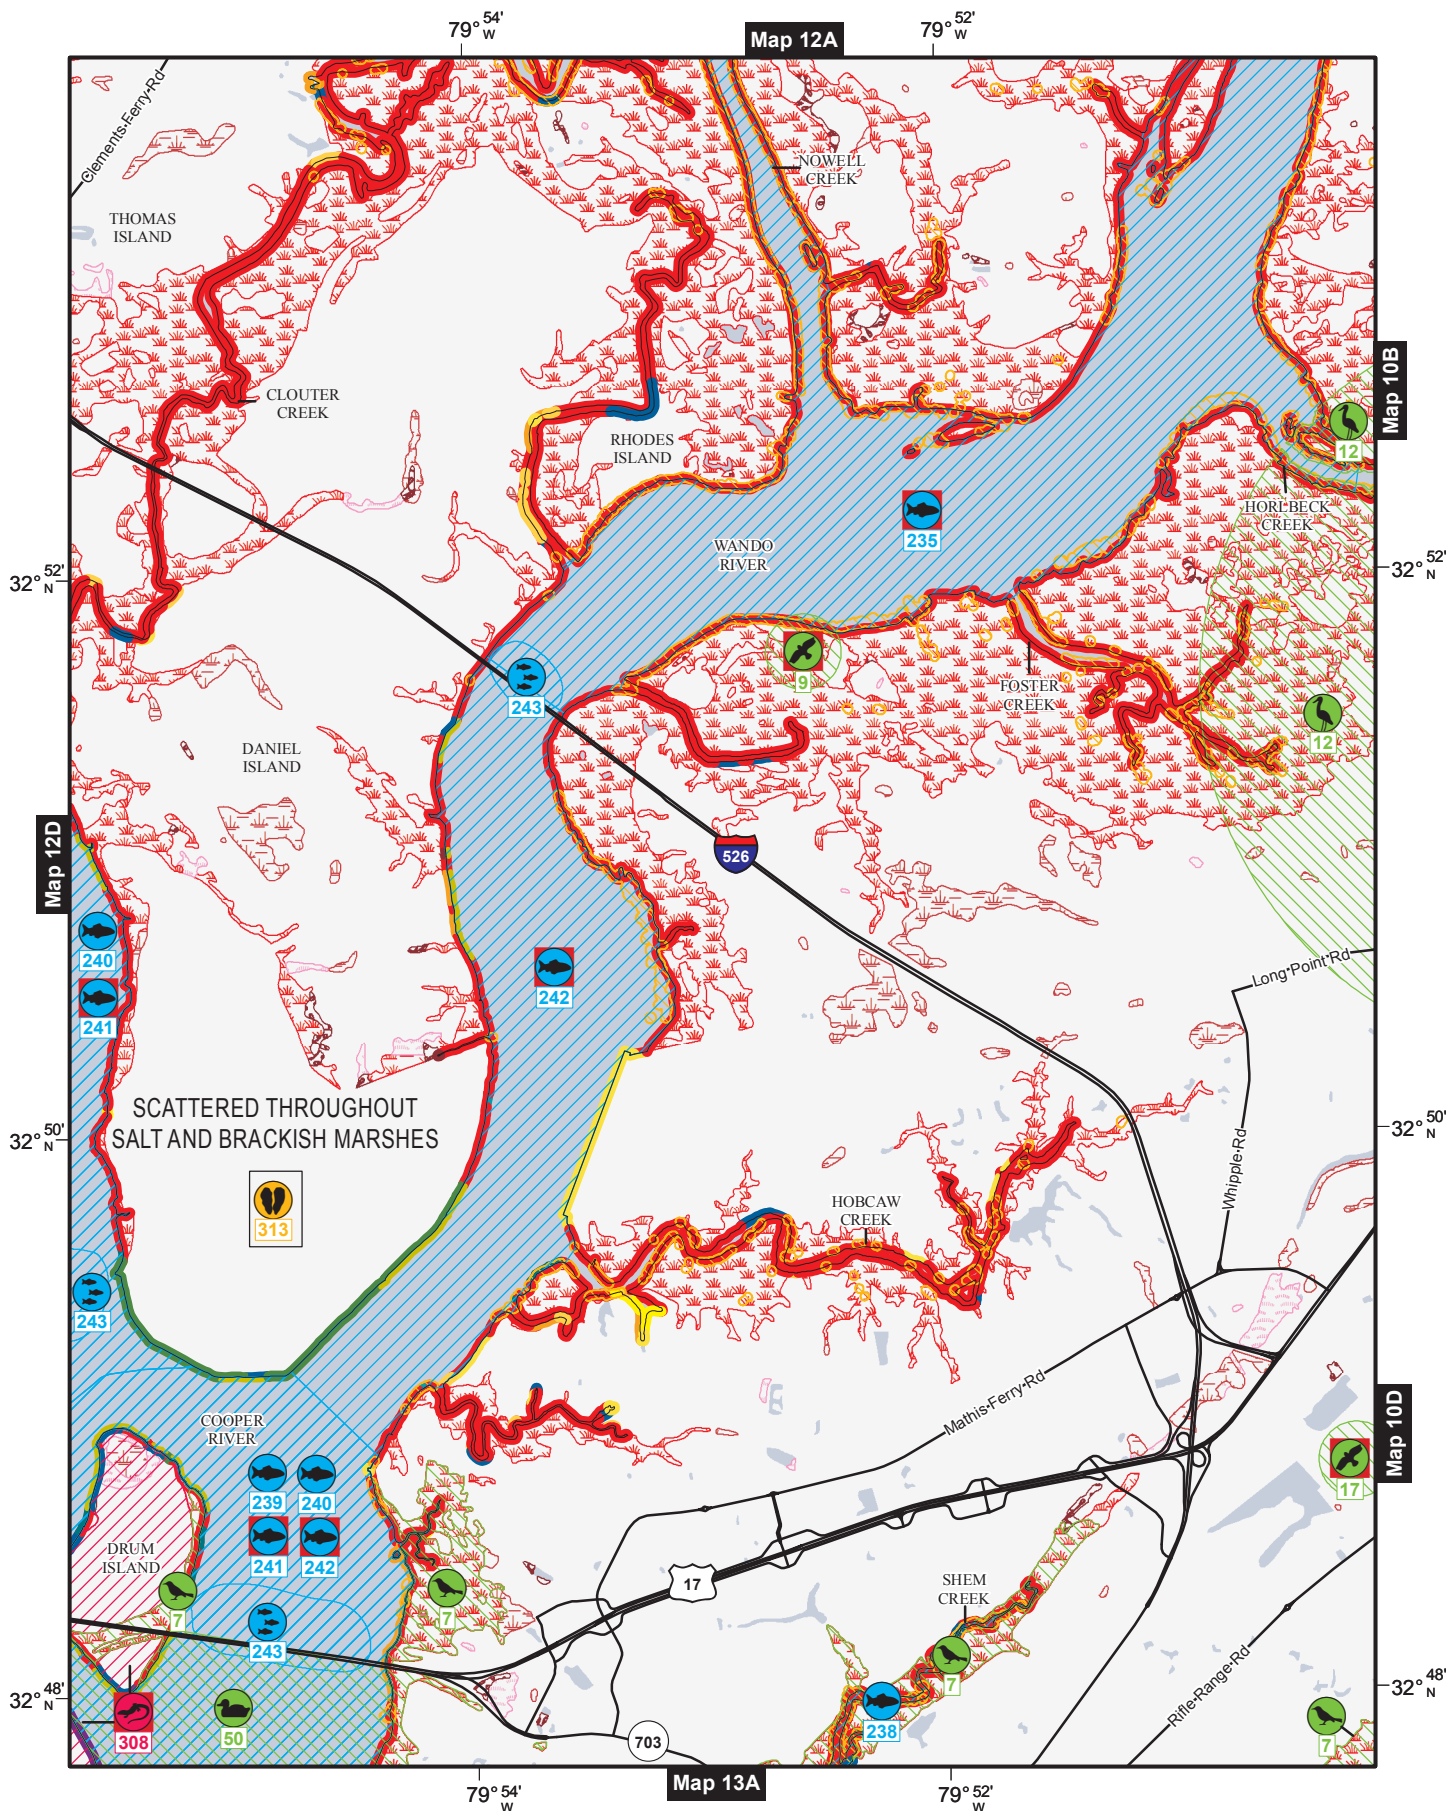 79° 54' W
79° 52' W
Map 12A
Clements Ferry Rd
NOWELL
CREEK
THOMAS
ISLAND
CLOUTER
CREEK
Map 10B
12
RHODES
ISLAND
235
HORLBECK
CREEK
WANDO
RIVER
32° 52' N
32° 52' N
9
243
FOSTER
CREEK
12
DANIEL
ISLAND
Map 12D
526
240
Long Point Rd
242
241
SCATTERED THROUGHOUT
SALT AND BRACKISH MARSHES
32° 50' N
32° 50' N
Whipple Rd
313
HOBCAW
CREEK
243
Mathis Ferry Rd
Map 10D
COOPER
RIVER
239
240
17
DRUM
ISLAND
241
242
17
SHEM
CREEK
7
7
243
7
Rifle Range Rd
32° 48' N
32° 48' N
308
50
238
703
7
Map 13A
79° 54' W
79° 52' W